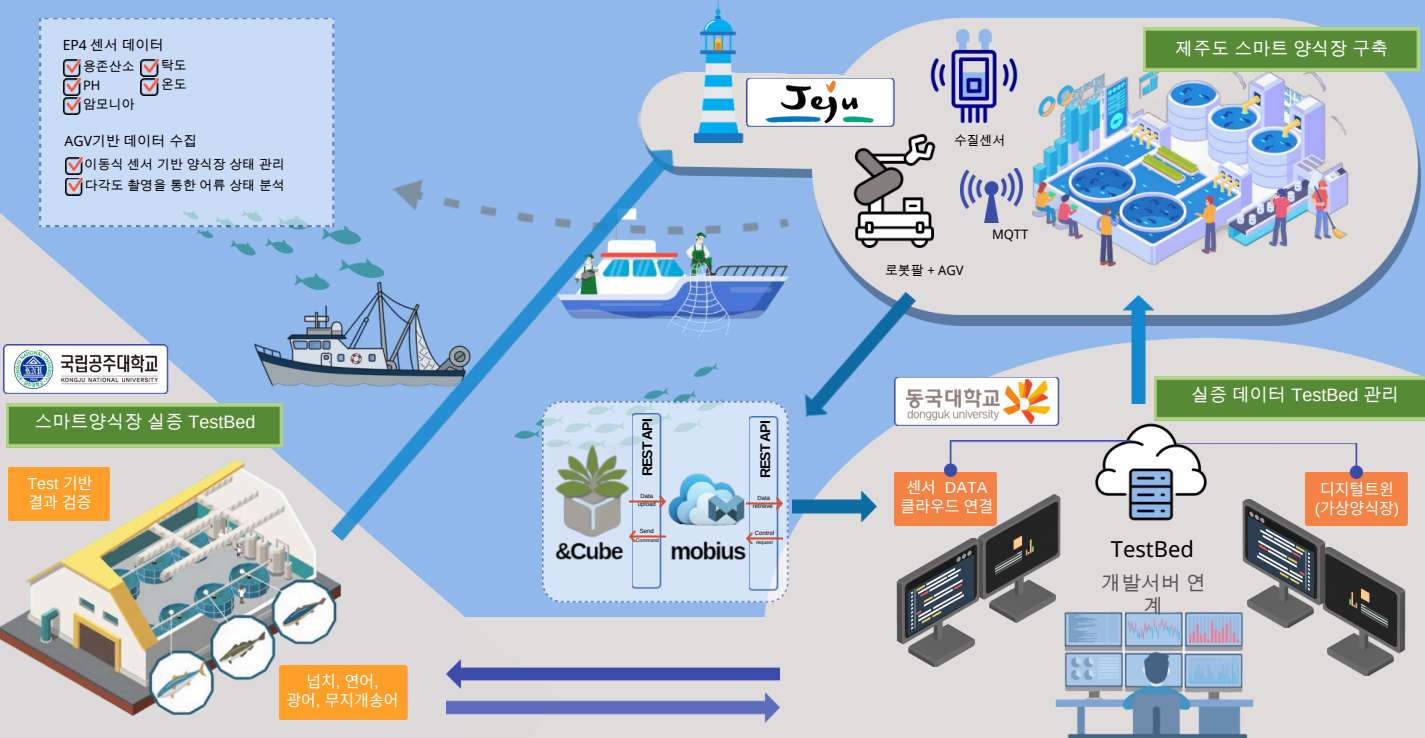 EP4 센서 데이터
용존산소 탁도
PH 온도
암모니아
AGV기반 데이터 수집
이동식 센서 기반 양식장 상태 관리
다각도 촬영을 통한 어류 상태 분석
Jeju
수질센서
MQTT
로봇팔 + AGV
제주도 스마트 양식장 구축
국립공주대학교
KONGJU NATIONAL UNIVERSITY
스마트양식장 실증 TestBed
Test 기반
결과 검증
넙치, 연어,
광어, 무지개송어
REST API
REST API
Data
upload
Send
Command
Data
retrieve
Control
request
&Cube
mobius
동국대학교
dongguk university
실증 데이터 TestBed 관리
센서 DATA
클라우드 연결
디지털트윈
(가상양식장)
TestBed
개발서버 연
계